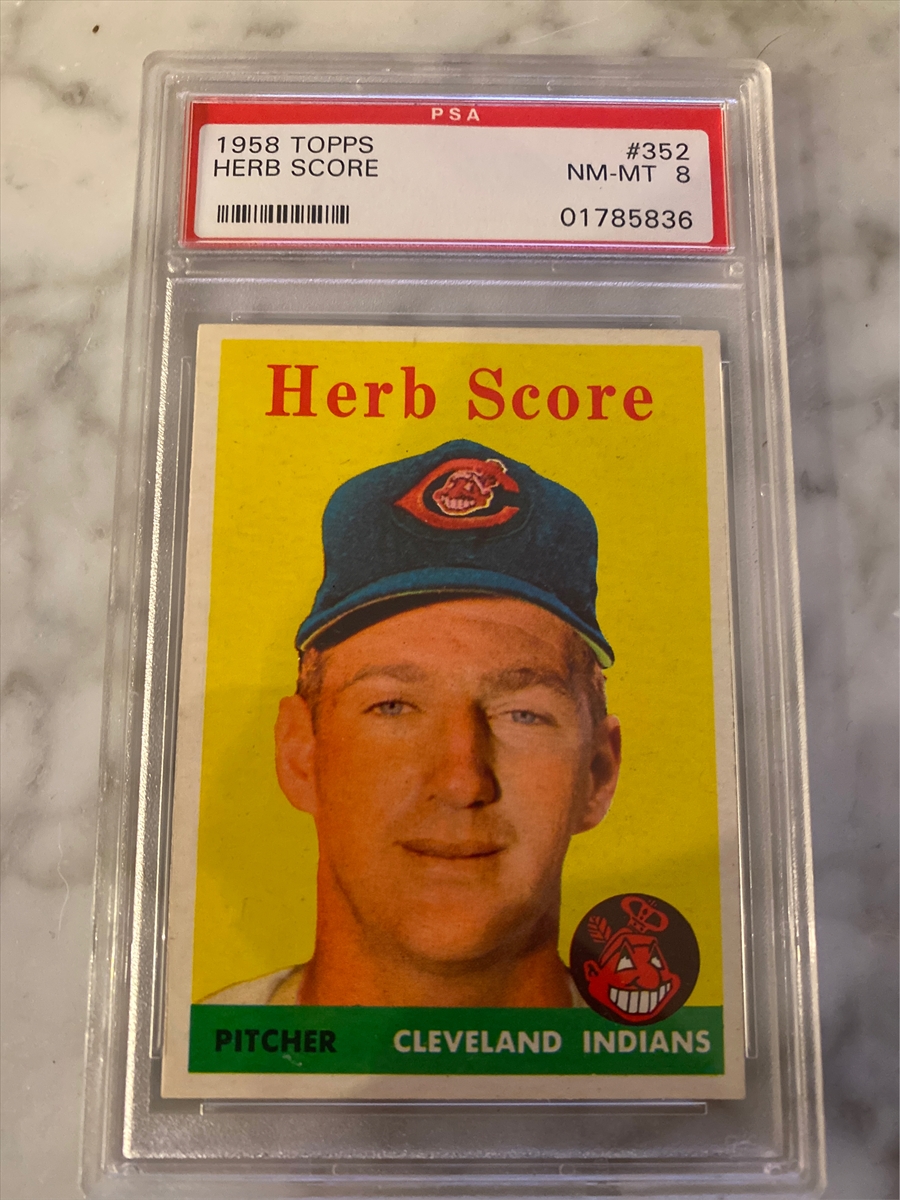 PSA
1958 TOPPS #352
HERB SCORE NM-MT 8
01785836
Herb Score
PITCHER CLEVELAND INDIANS